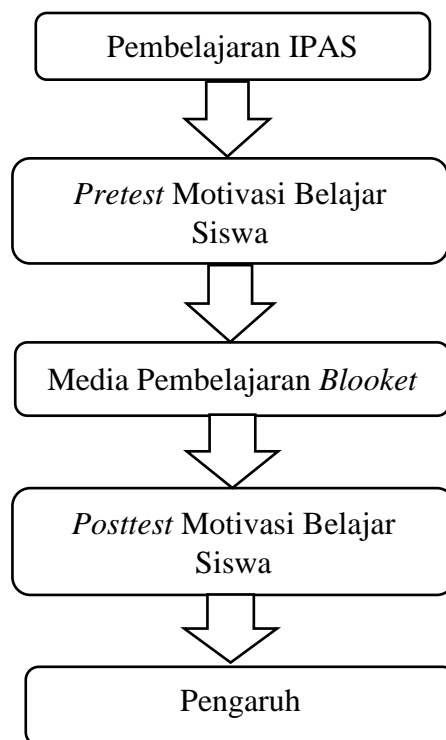 Pembelajaran IPAS
Pretest Motivasi Belajar
Siswa
Media Pembelajaran Blooket
Posttest Motivasi Belajar
Siswa
Pengaruh